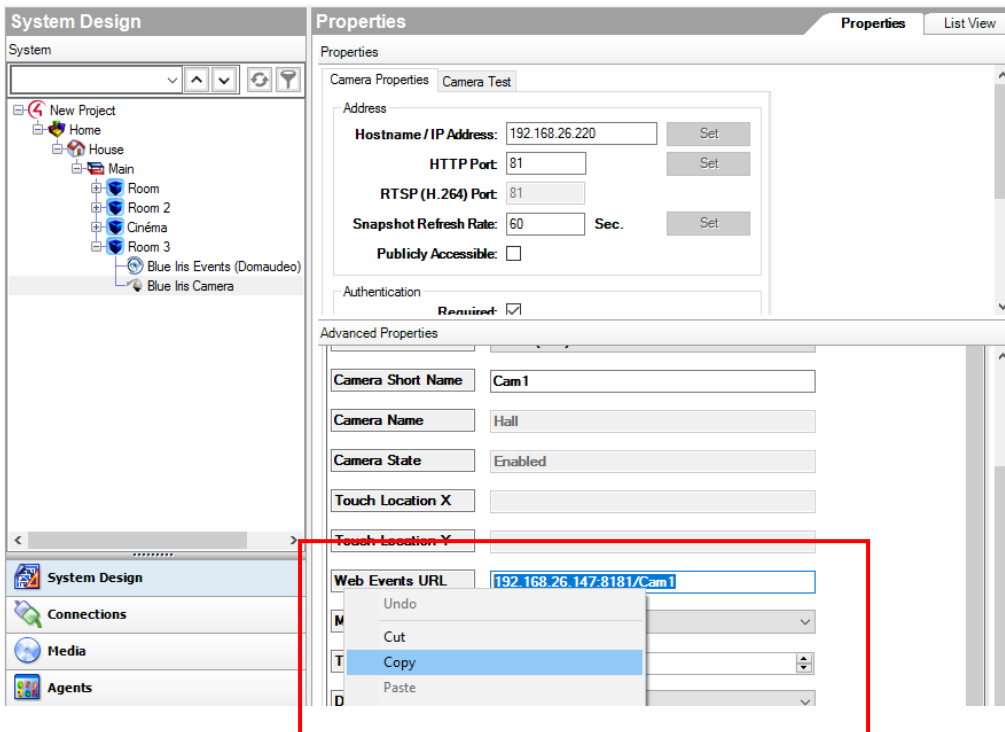 System Design
System
New Project
Home
House
Main
Room
Room 2
Cinéma
Room 3
Blue Iris Events (Domaudeo)
Blue Iris Camera
System Design
Connections
Media
Agents
Properties
Properties
List View
Properties
Camera Properties
Camera Test
Address
Hostname / IP Address: 192.168.26.220 Set
HTTP Port: 81 Set
RTSP (H.264) Port: 81
Snapshot Refresh Rate: 60 Sec. Set
Publicly Accessible:
Authentication
Required:
Advanced Properties
Camera Short Name Cam1
Camera Name Hall
Camera State Enabled
Touch Location X
Touch Location Y
Web Events URL 192.168.26.147:8181/Cam1
M
T
D
Undo
Cut
Copy
Paste